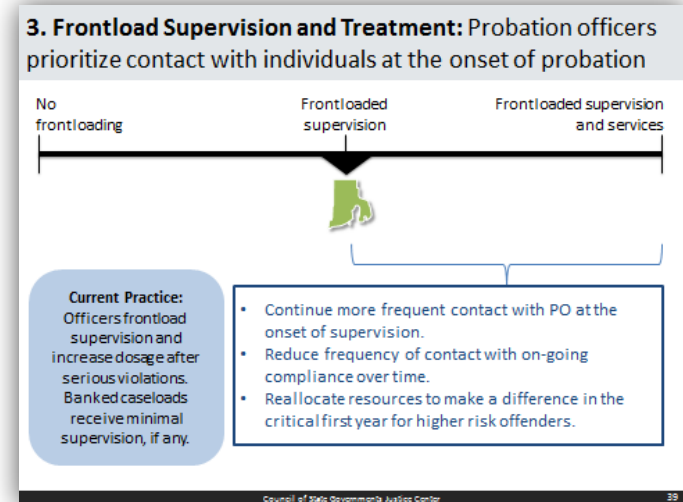 3. Frontload Supervision and Treatment: Probation officers
prioritize contact with individuals at the onset of probation
No
frontloading
Frontloaded
supervision
Frontloaded supervision
and services
Current Practice:
Officers frontload
supervision and
increase dosage after
serious violations.
Banked caseloads
receive minimal
supervision, if any.
• Continue more frequent contact with PO at the
onset of supervision.
• Reduce frequency of contact with on-going
compliance over time.
• Reallocate resources to make a difference in the
critical first year for higher risk offenders.
Council of State Governments Justice Center
39